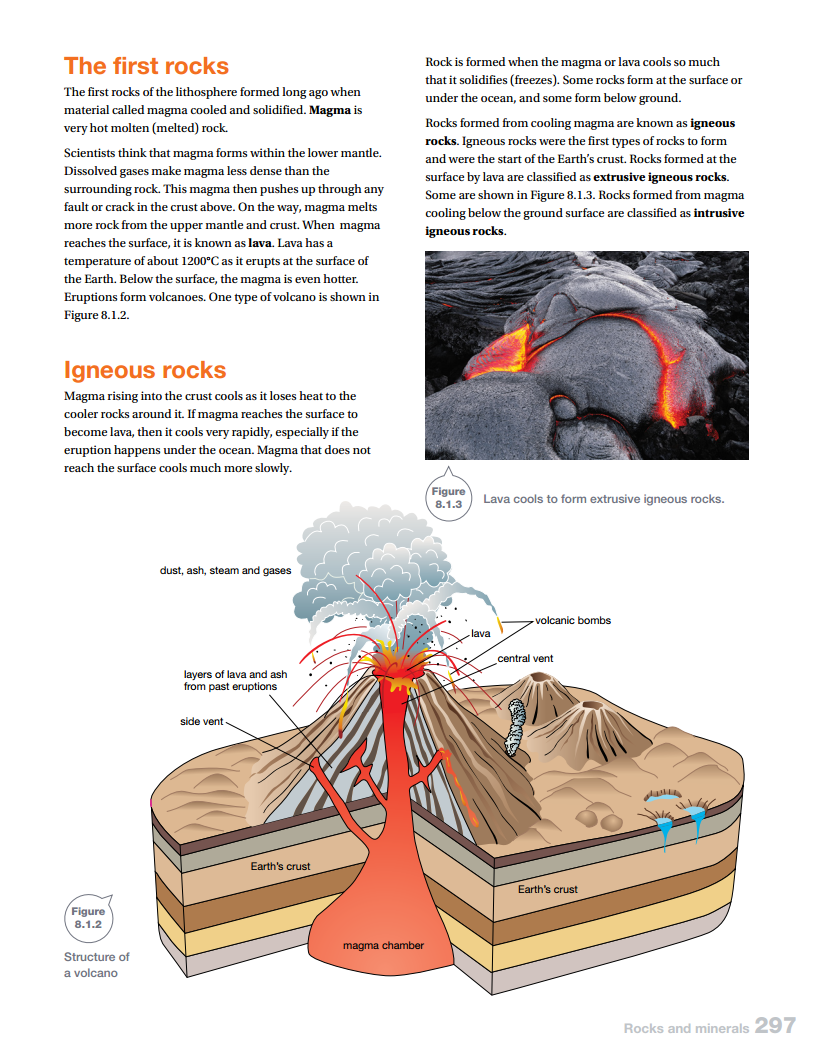 The first rocks
The first rocks of the lithosphere formed long ago when
material called magma cooled and solidified. Magma is
very hot molten (melted) rock.
Scientists think that magma forms within the lower mantle.
Dissolved gases make magma less dense than the
surrounding rock. This magma then pushes up through any
fault or crack in the crust above. On the way, magma melts
more rock from the upper mantle and crust. When magma
reaches the surface, it is known as lava. Lava has a
temperature of about 1200°C as it erupts at the surface of
the Earth. Below the surface, the magma is even hotter.
Eruptions form volcanoes. One type of volcano is shown in
Figure 8.1.2.
Igneous rocks
Magma rising into the crust cools as it loses heat to the
cooler rocks around it. If magma reaches the surface to
become lava, then it cools very rapidly, especially if the
eruption happens under the ocean. Magma that does not
reach the surface cools much more slowly.
Rock is formed when the magma or lava cools so much
that it solidifies (freezes). Some rocks form at the surface or
under the ocean, and some form below ground.
Rocks formed from cooling magma are known as igneous
rocks. Igneous rocks were the first types of rocks to form
and were the start of the Earth's crust. Rocks formed at the
surface by lava are classified as extrusive igneous rocks.
Some are shown in Figure 8.1.3. Rocks formed from magma
cooling below the ground surface are classified as intrusive
igneous rocks.
Figure
8.1.3
Lava cools to form extrusive igneous rocks.
dust, ash, steam and gases
volcanic bombs
lava
central vent
layers of lava and ash
from past eruptions
side vent
Earth's crust
Earth's crust
magma chamber
Figure
8.1.2
Structure of
a volcano
Rocks and minerals 297